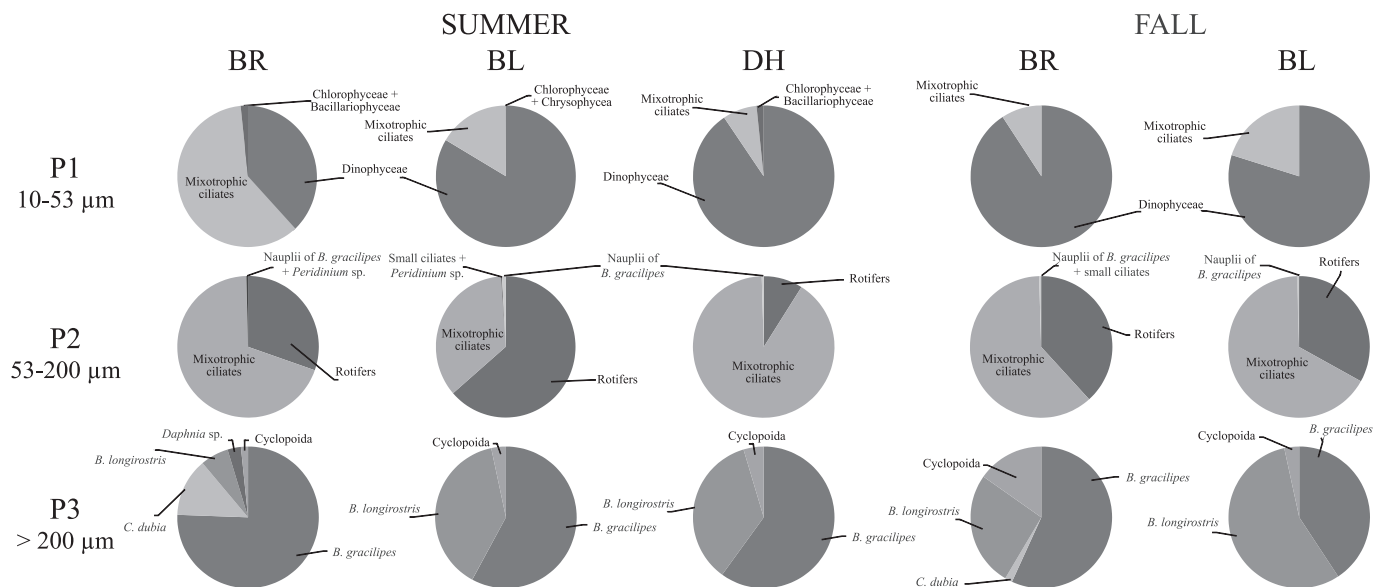 SUMMER
FALL
BR
BL
DH
BR
BL
P1
10-53 µm
Chlorophyceae +
Bacillariophyceae
Mixotrophic
ciliates
Dinophyceae
Chlorophyceae
+ Chrysophycea
Mixotrophic
ciliates
Mixotrophic
ciliates
Chlorophyceae +
Bacillariophyceae
Dinophyceae
Mixotrophic
ciliates
Mixotrophic
ciliates
Dinophyceae
P2
53-200 µm
Nauplii of B. gracilipes
+ Peridinium sp.
Mixotrophic
ciliates
Rotifers
Small ciliates +
Peridinium sp.
Mixotrophic
ciliates
Rotifers
Nauplii of
B. gracilipes
Rotifers
Mixotrophic
ciliates
Nauplii of B. gracilipes
+ small ciliates
Rotifers
Mixotrophic
ciliates
Nauplii of
B. gracilipes
Rotifers
Mixotrophic
ciliates
P3
> 200 µm
Daphnia sp.
Cyclopoida
B. longirostris
C. dubia
B. gracilipes
Cyclopoida
B. longirostris
B. gracilipes
Cyclopoida
B. longirostris
B. gracilipes
Cyclopoida
B. gracilipes
B. longirostris
C. dubia
Cyclopoida
B. gracilipes
B. longirostris